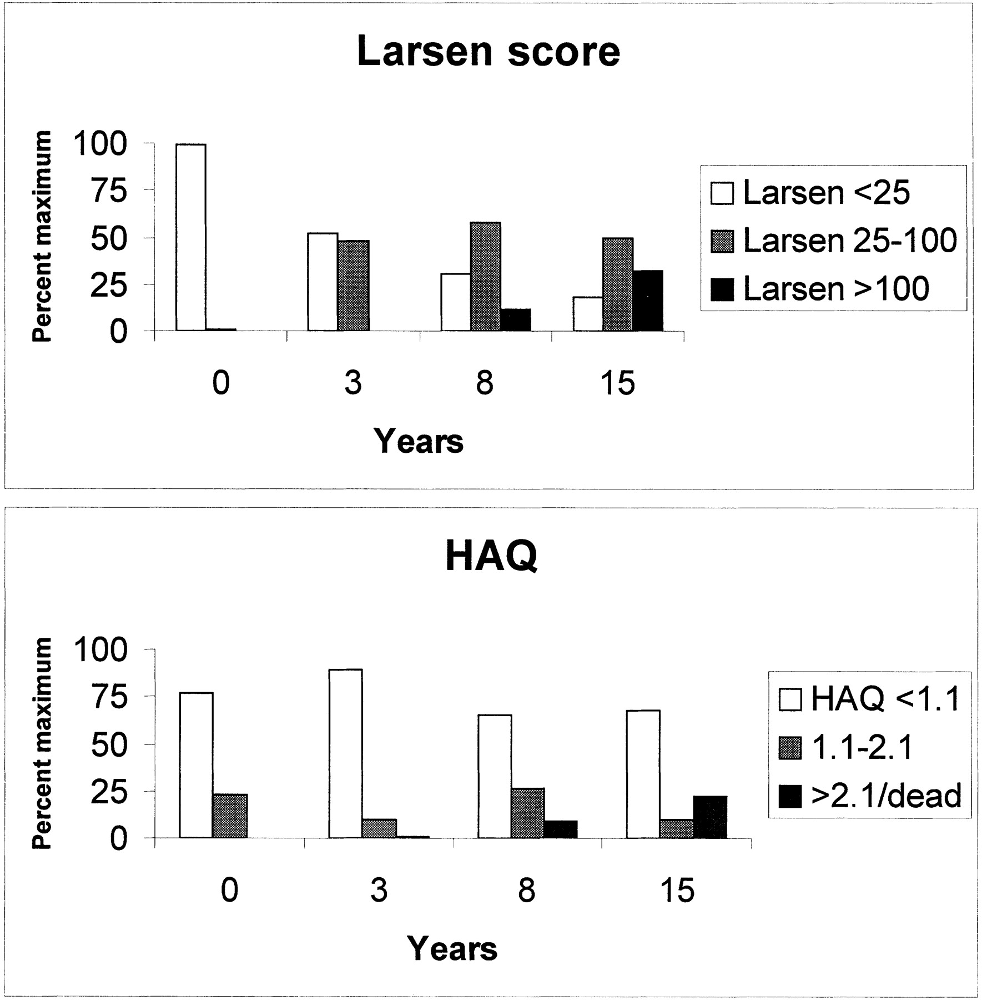 Larsen score
Percent maximum
100
75
50
25
0
0 3 8 15
Years
Larsen <25
Larsen 25-100
Larsen >100
HAQ
Percent maximum
100
75
50
25
0
0 3 8 15
Years
HAQ <1.1
1.1-2.1
>2.1/dead